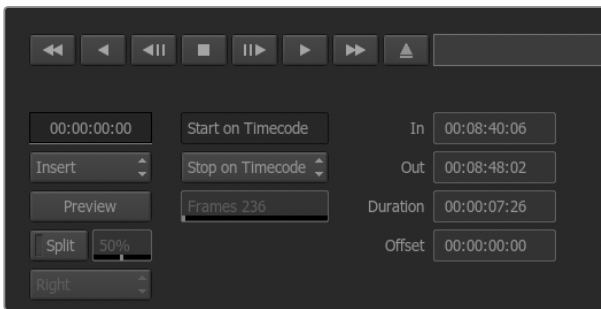 00:00:00:00 Start on Timecode In 00:08:40:06
Insert Stop on Timecode Out 00:08:48:02
Preview Frames 236 Duration 00:00:07:26
Split 50% Offset 00:00:00:00
Right